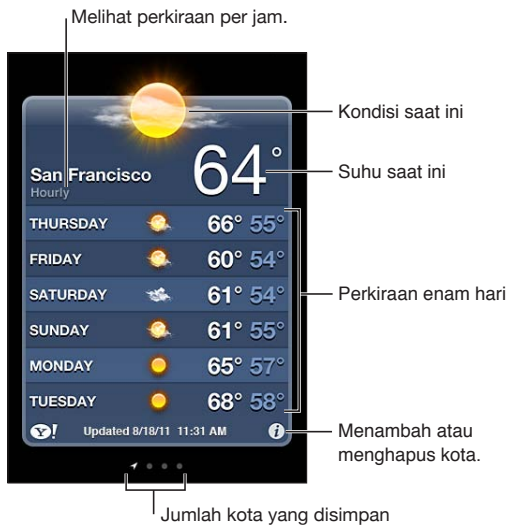 Melihat perkiraan per jam.
Kondisi saat ini
San Francisco
Hourly
64°
Suhu saat ini
THURSDAY 66° 55°
FRIDAY 60° 54°
SATURDAY 61° 54°
SUNDAY 61° 55°
MONDAY 65° 57°
TUESDAY 68° 58°
Perkiraan enam hari
Y! Updated 8/18/11 11:31 AM i
Menambah atau
menghapus kota.
Jumlah kota yang disimpan